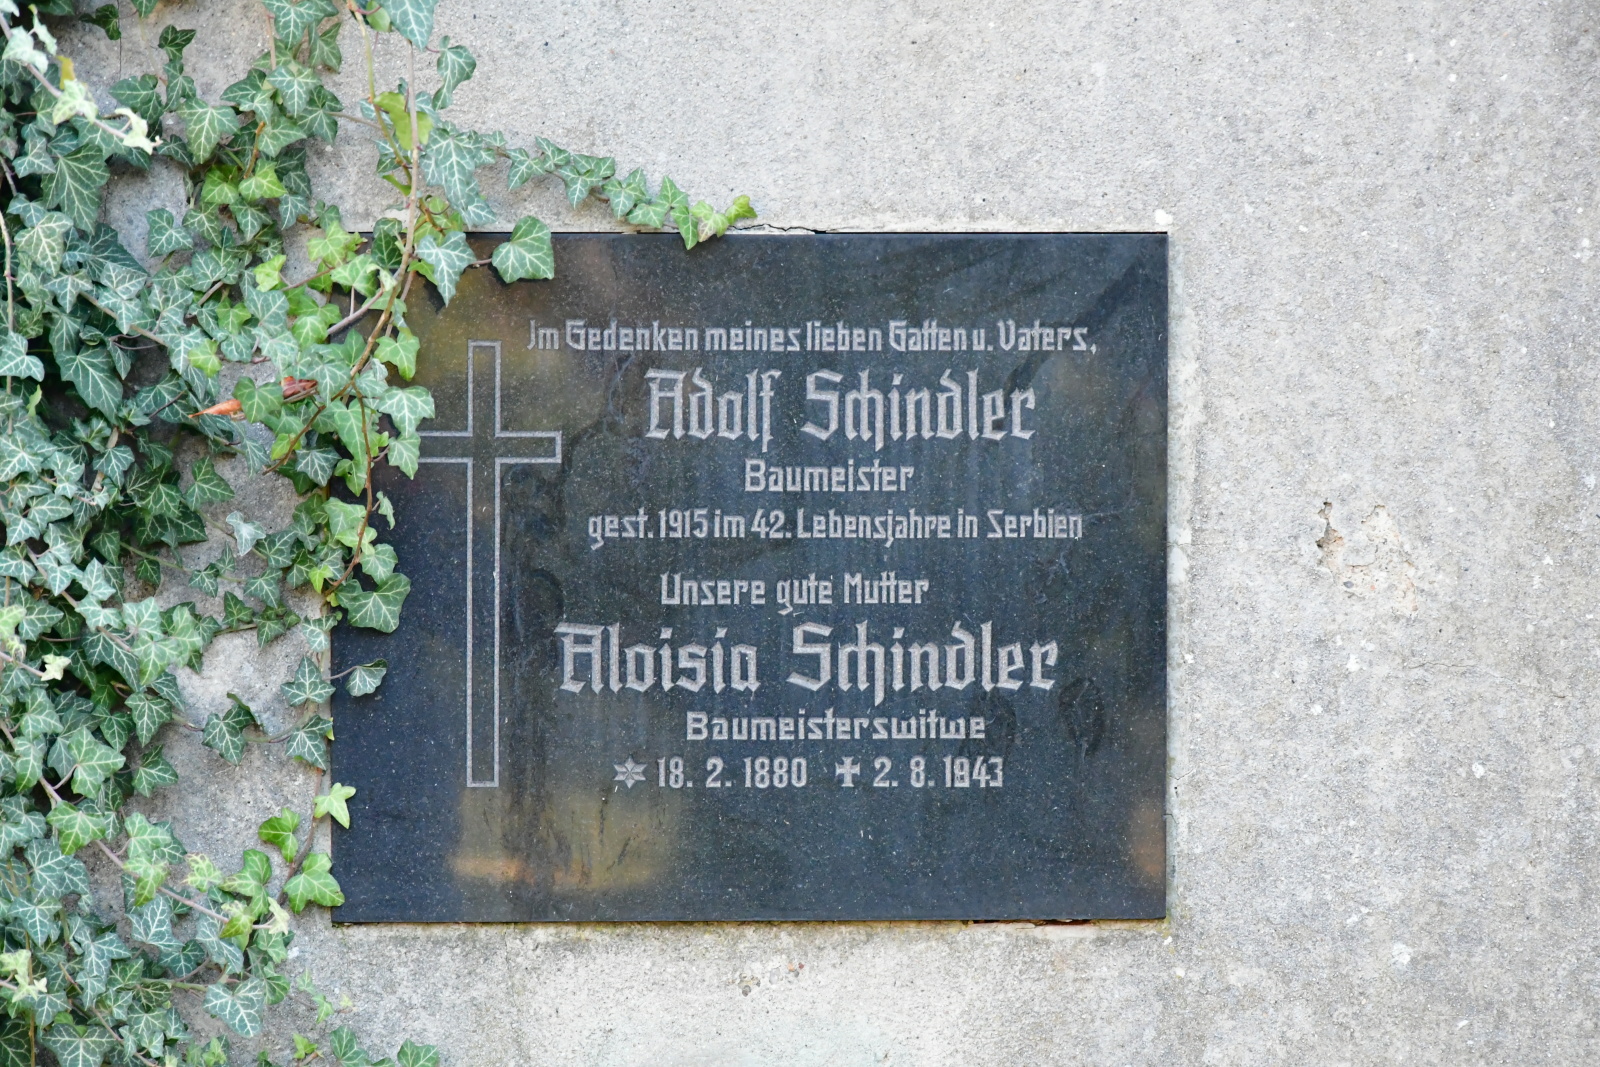 Im Gedenken meines lieben Gatten u. Vaters,
Adolf Schindler
Baumeister
gest. 1915 im 42. Lebensjahre in Serbien
Unsere gute Mutter
Aloisia Schindler
Baumeisterswitwe
✶ 18. 2. 1880 ✠ 2. 8. 1943